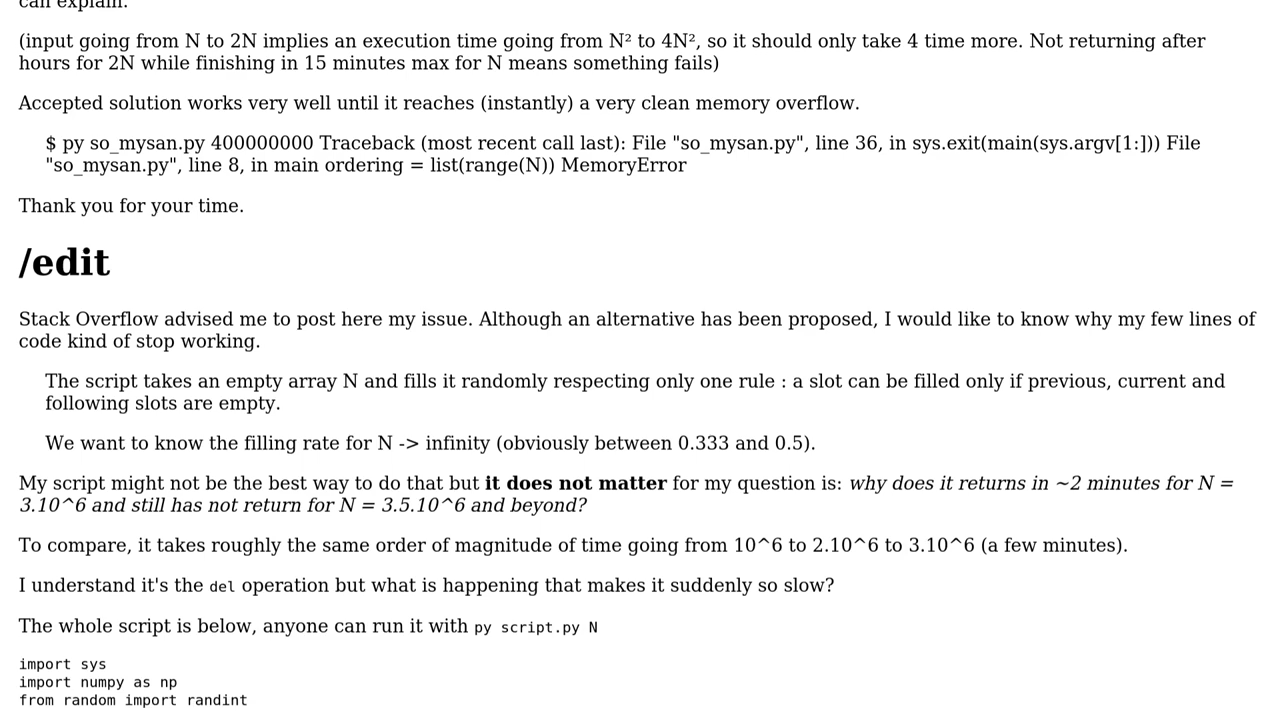 can explain.
(input going from N to 2N implies an execution time going from N² to 4N², so it should only take 4 time more. Not returning after
hours for 2N while finishing in 15 minutes max for N means something fails)
Accepted solution works very well until it reaches (instantly) a very clean memory overflow.
$ py so_mysan.py 400000000 Traceback (most recent call last): File "so_mysan.py", line 36, in sys.exit(main(sys.argv[1:])) File
"so_mysan.py", line 8, in main ordering = list(range(N)) MemoryError
Thank you for your time.
/edit
Stack Overflow advised me to post here my issue. Although an alternative has been proposed, I would like to know why my few lines of
code kind of stop working.
The script takes an empty array N and fills it randomly respecting only one rule : a slot can be filled only if previous, current and
following slots are empty.
We want to know the filling rate for N -> infinity (obviously between 0.333 and 0.5).
My script might not be the best way to do that but it does not matter for my question is: why does it returns in ~2 minutes for N =
3.10^6 and still has not return for N = 3.5.10^6 and beyond?
To compare, it takes roughly the same order of magnitude of time going from 10^6 to 2.10^6 to 3.10^6 (a few minutes).
I understand it's the del operation but what is happening that makes it suddenly so slow?
The whole script is below, anyone can run it with py script.py N
import sys
import numpy as np
from random import randint